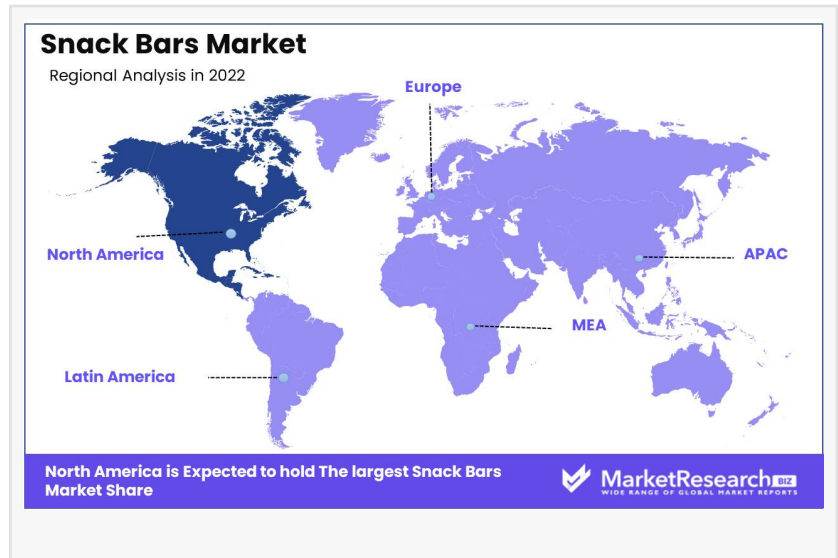 Snack Bars Market
Regional Analysis in 2022
Europe
North America
APAC
MEA
Latin America
North America is Expected to hold The largest Snack Bars
Market Share
MarketResearch BIZ
WIDE RANGE OF GLOBAL MARKET REPORTS